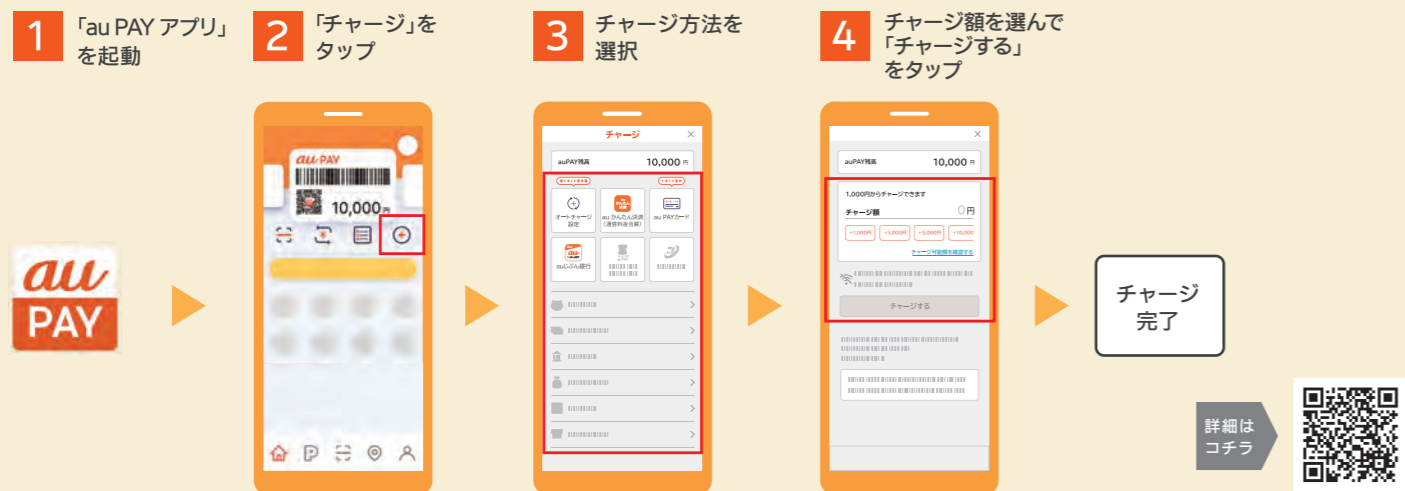 1
「au PAY アプリ」
を起動
2
「チャージ」を
タップ
3
チャージ方法を
選択
4
チャージ額を選んで
「チャージする」
をタップ
au
PAY
au PAY
10,000円
チャージ
×
auPAY残高
10,000 円
オートチャージ
設定
au かんたん決済
(通信料金合算)
au PAYカード
auじぶん銀行
×
auPAY残高
10,000 円
1,000円からチャージできます
チャージ額
0円
+1,000円
+3,000円
+5,000円
+10,000
チャージ可能額を確認する
チャージする
チャージ
完了
詳細は
コチラ